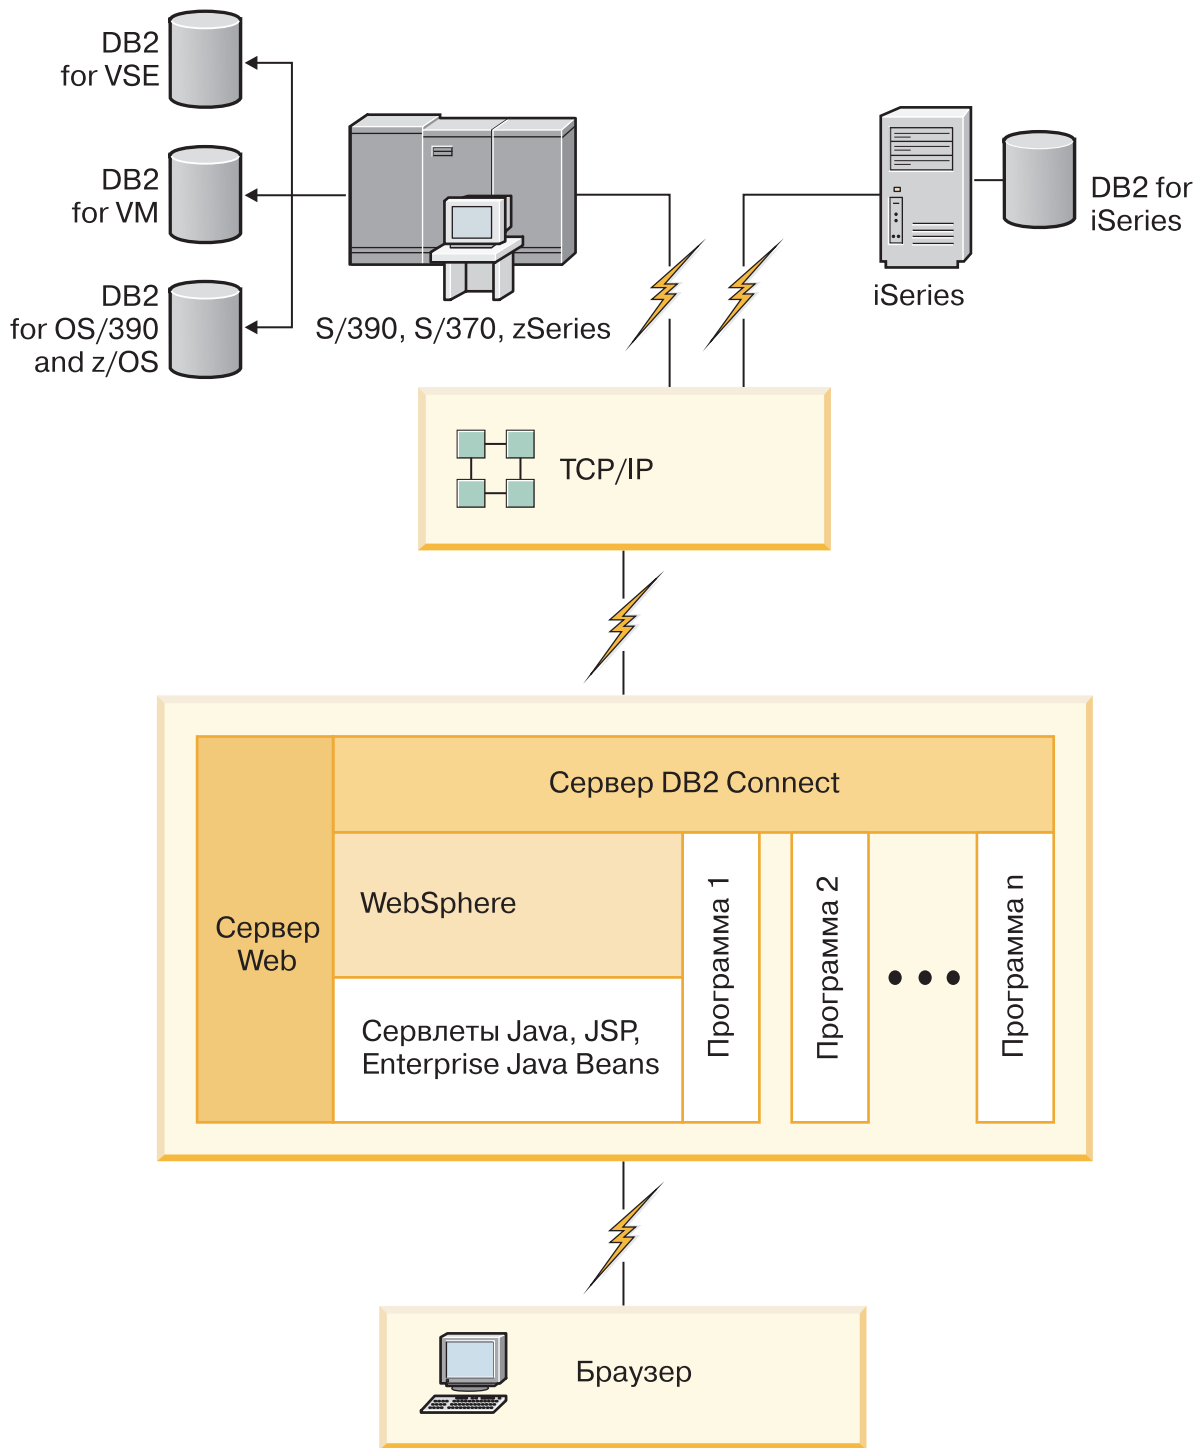 DB2
for VSE
DB2
for VM
DB2
for OS/390
and z/OS
S/390, S/370, zSeries
iSeries
DB2 for
iSeries
TCP/IP
Сервер DB2 Connect
Сервер
Web
WebSphere
Сервлеты Java, JSP,
Enterprise Java Beans
Программа 1
Программа 2
Программа n
Браузер